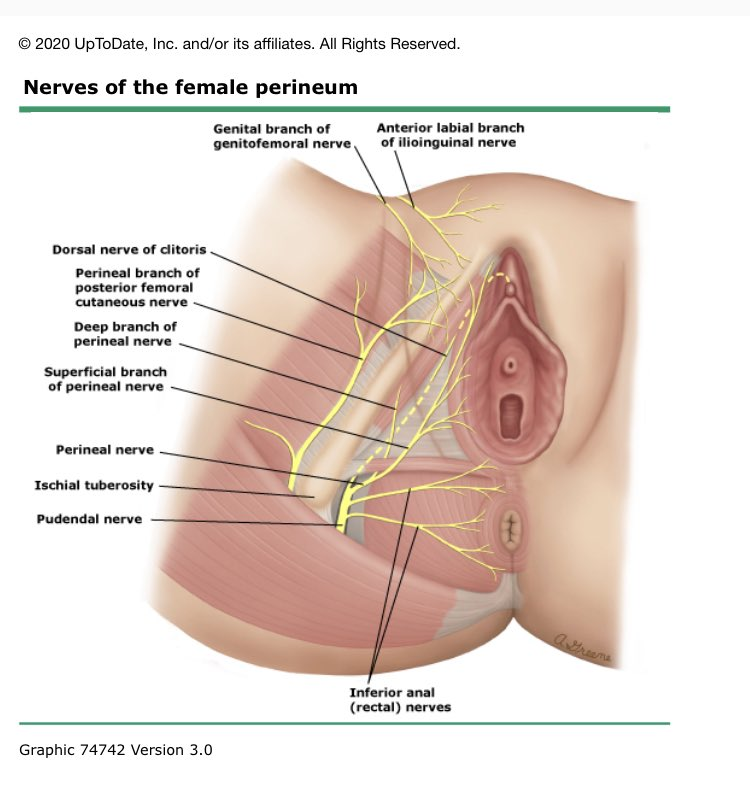 © 2020 UpToDate, Inc. and/or its affiliates. All Rights Reserved.
Nerves of the female perineum
Genital branch of
genitofemoral nerve
Anterior labial branch
of ilioinguinal nerve
Dorsal nerve of clitoris
Perineal branch of
posterior femoral
cutaneous nerve
Deep branch of
perineal nerve
Superficial branch
of perineal nerve
Perineal nerve
Ischial tuberosity
Pudendal nerve
A Greene
Inferior anal
(rectal) nerves
Graphic 74742 Version 3.0